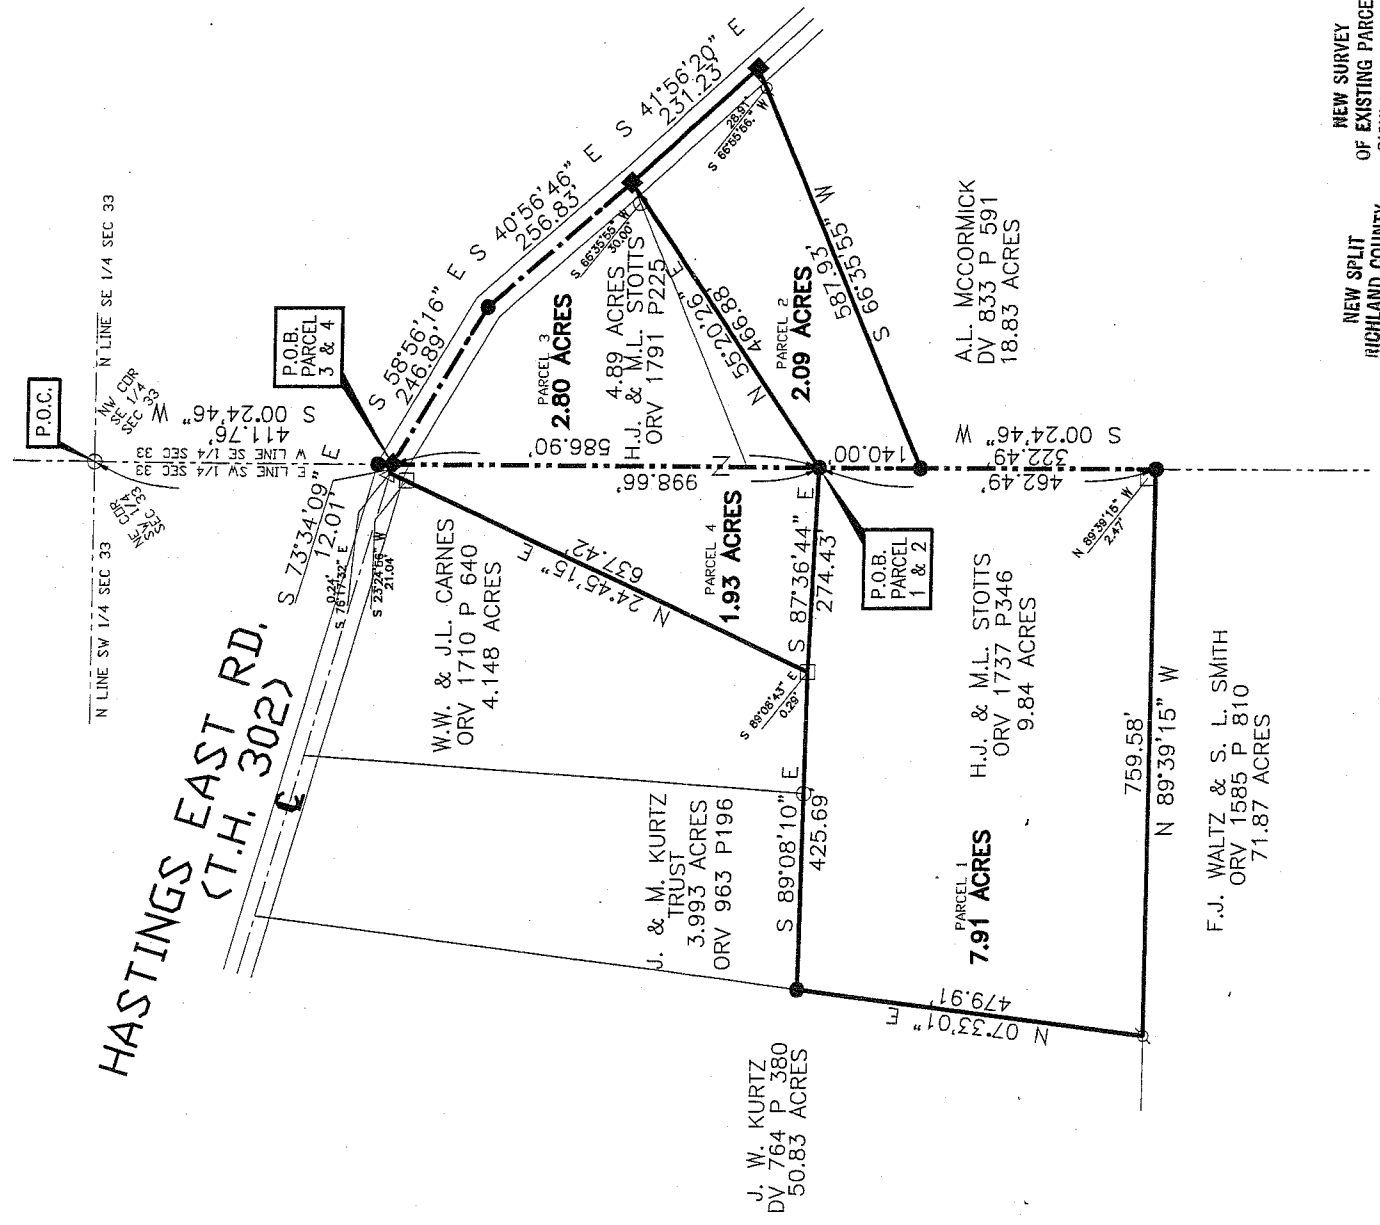 P.O.C.
N LINE SW 1/4 SEC 33
N LINE SE 1/4 SEC 33
NW COR
SE 1/4
SEC 33
NE COR
SW 1/4
SEC 33
S 00°24'46" W
411.76'
W LINE SE 1/4 SEC 33
E LINE SW 1/4 SEC 33
P.O.B.
PARCEL
3 & 4
HASTINGS EAST RD.
(T.H. 302)
S 73°34'09" E
12.01'
0.24'
S 76°17'32" E
S 23°24'56" W
21.04'
S 58°56'16" E
246.89'
S 40°56'46" E
256.83'
S 41°56'20" E
231.23'
S 66°55'56" W
28.91'
S 66°35'55" W
30.00'
PARCEL 3
2.80 ACRES
4.89 ACRES
H.J. & M.L. STOTTS
ORV 1791 P225
586.90'
998.66'
N
N 55°20'26" E
466.88'
PARCEL 2
2.09 ACRES
587.93'
S 66°35'55" W
A.L. MCCORMICK
DV 833 P 591
18.83 ACRES
W.W. & J.L. CARNES
ORV 1710 P 640
4.148 ACRES
N 24°45'15" E
637.42'
PARCEL 4
1.93 ACRES
S 87°36'44" E
274.43'
140.00'
P.O.B.
PARCEL
1 & 2
S 00°24'46" W
322.49'
462.49'
N 89°39'15" W
2.47'
S 89°08'43" E
0.29'
J. & M. KURTZ
TRUST
3.993 ACRES
ORV 963 P196
S 89°08'10" E
425.69
H.J. & M.L. STOTTS
ORV 1737 P346
9.84 ACRES
PARCEL 1
7.91 ACRES
N 07°33'01" E
479.91'
759.58'
N 89°39'15" W
J. W. KURTZ
DV 764 P 380
50.83 ACRES
F.J. WALTZ & S. L. SMITH
ORV 1585 P 810
71.87 ACRES
NEW SURVEY
OF EXISTING PARCE
NEW SPLIT
RICHLAND COUNTY